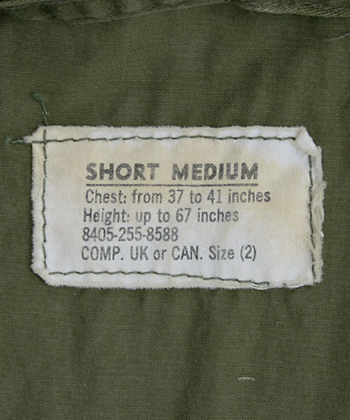 SHORT MEDIUM
Chest: from 37 to 41 inches
Height: up to 67 inches
8405-255-8588
COMP. UK or CAN. Size (2)